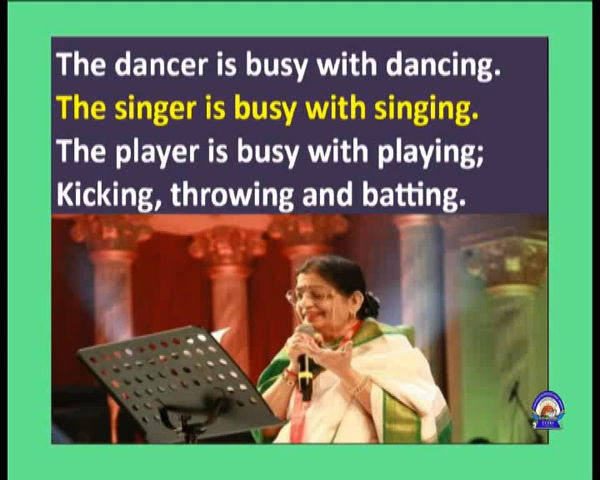 The dancer is busy with dancing.
The singer is busy with singing.
The player is busy with playing;
Kicking, throwing and batting.